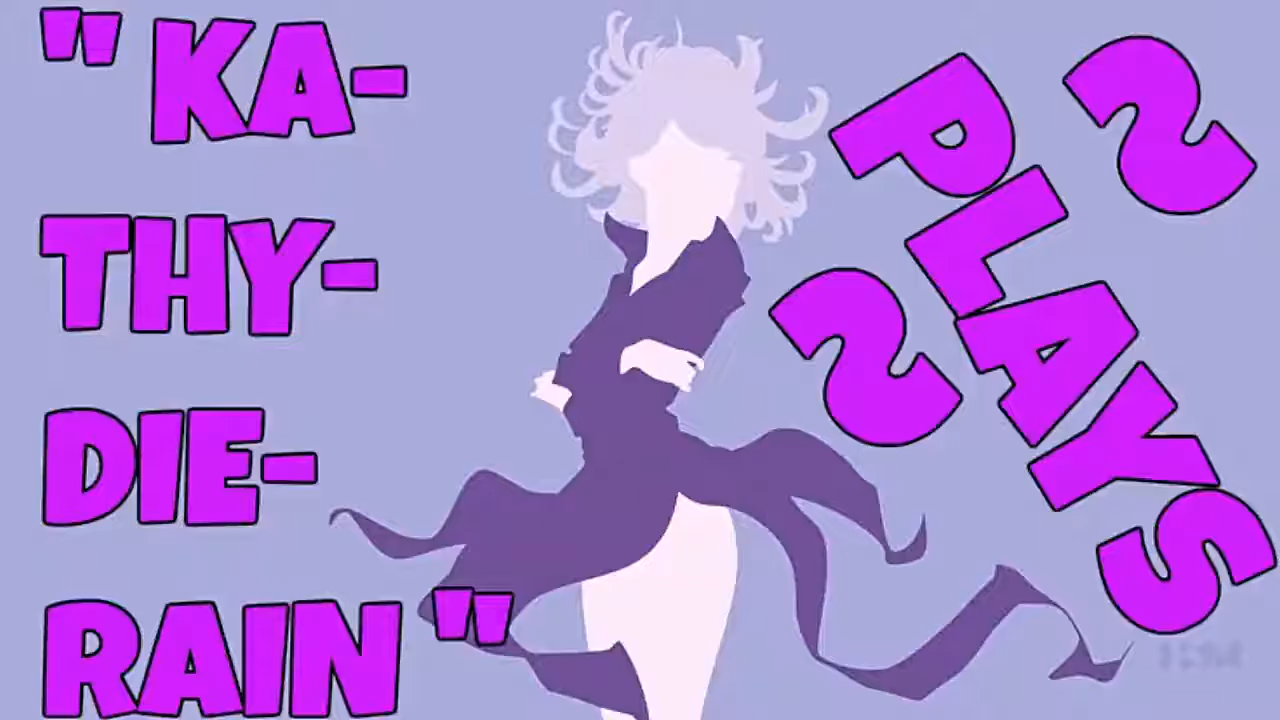 " KA-
THY-
DIE-
RAIN "
~
PLAYS
~